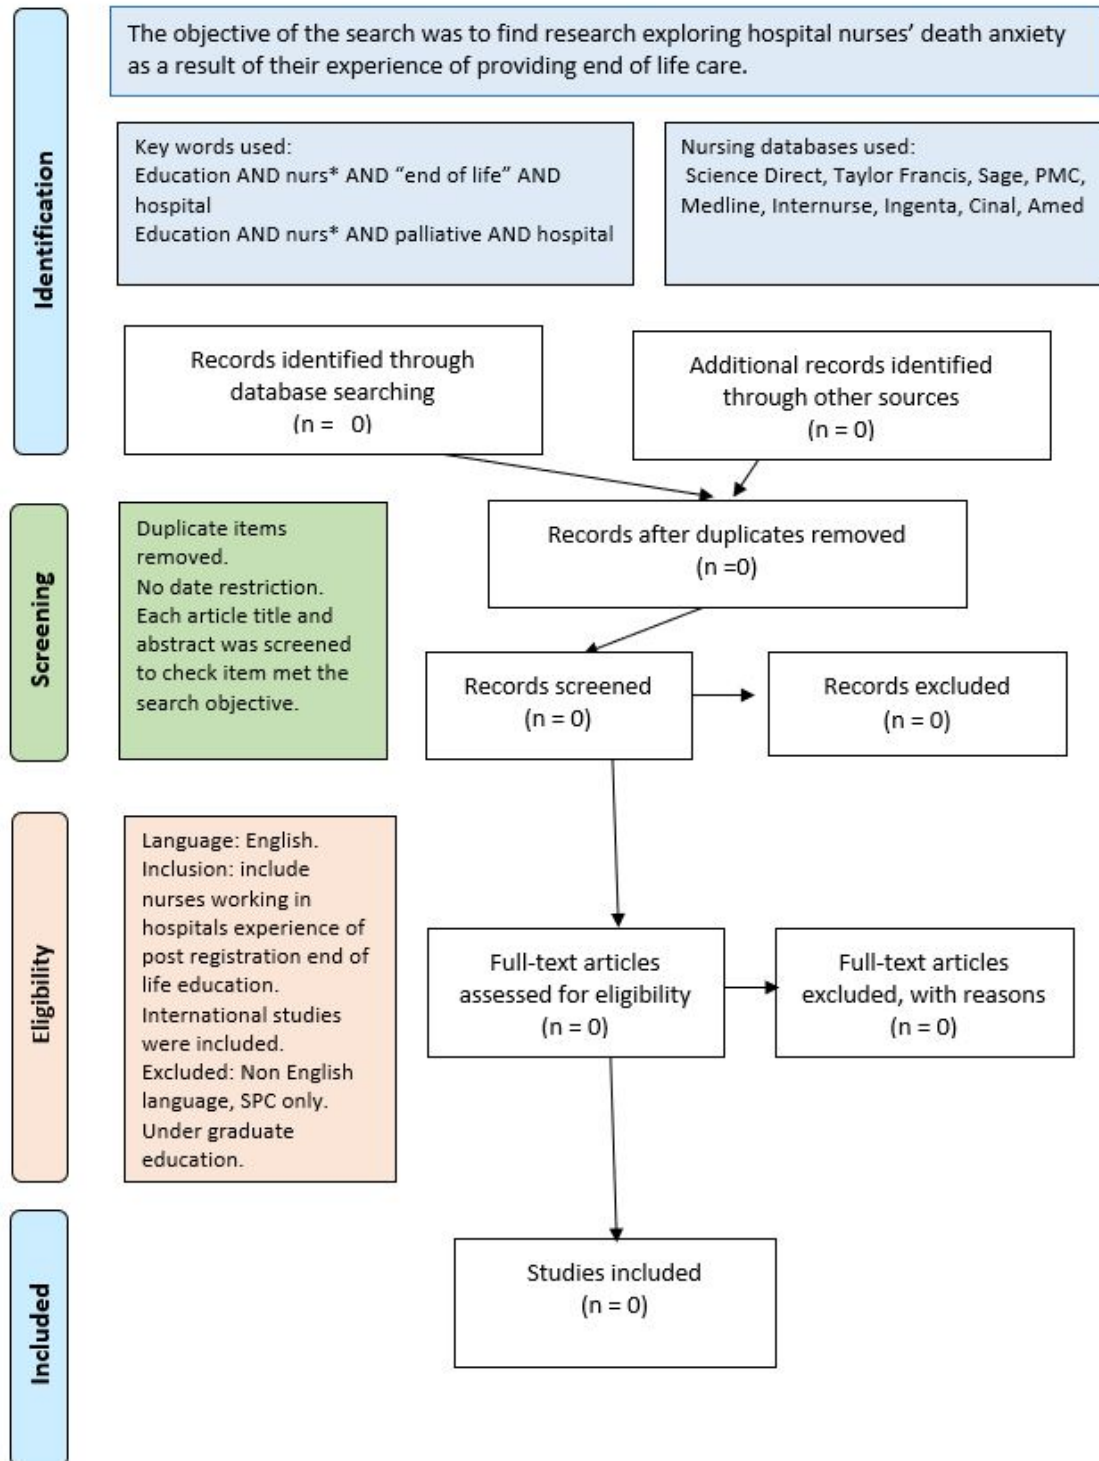 The objective of the search was to find research exploring hospital nurses’ death anxiety
as a result of their experience of providing end of life care.
Identification
Key words used:
Education AND nurs* AND “end of life” AND
hospital
Education AND nurs* AND palliative AND hospital
Nursing databases used:
Science Direct, Taylor Francis, Sage, PMC,
Medline, Internurse, Ingenta, Cinal, Amed
Records identified through
database searching
(n = 0)
Additional records identified
through other sources
(n = 0)
Screening
Duplicate items
removed.
No date restriction.
Each article title and
abstract was screened
to check item met the
search objective.
Records after duplicates removed
(n =0)
Records screened
(n = 0)
Records excluded
(n = 0)
Eligibility
Language: English.
Inclusion: include
nurses working in
hospitals experience of
post registration end of
life education.
International studies
were included.
Excluded: Non English
language, SPC only.
Under graduate
education.
Full-text articles
assessed for eligibility
(n = 0)
Full-text articles
excluded, with reasons
(n = 0)
Included
Studies included
(n = 0)